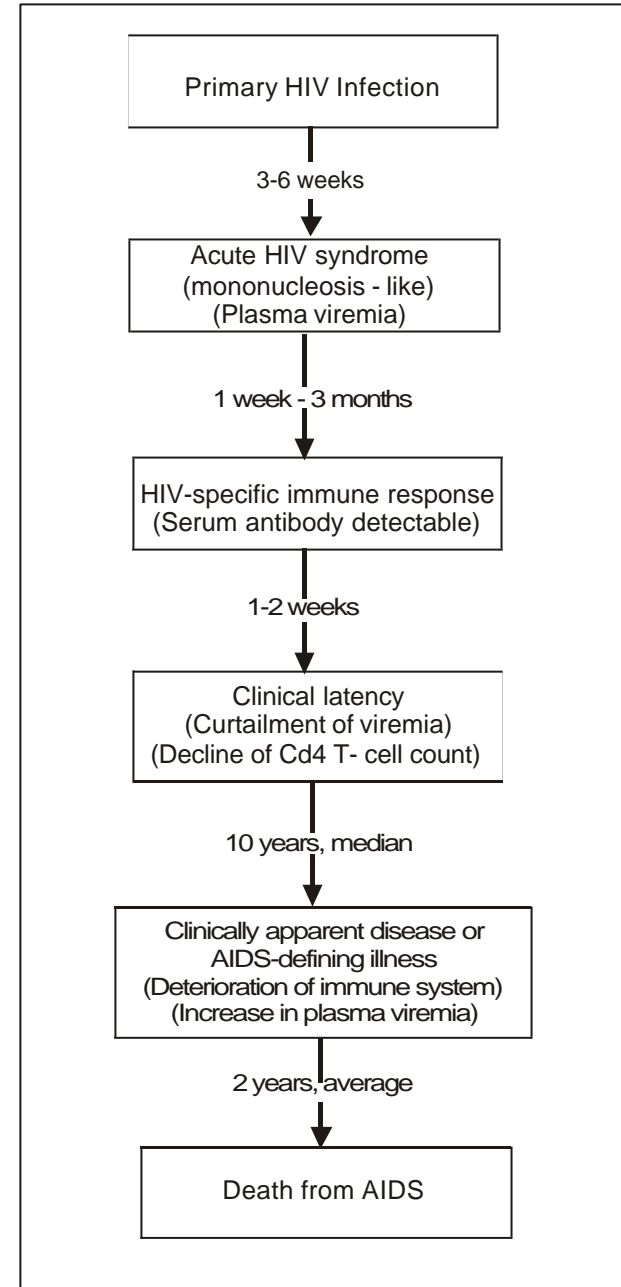 Primary HIV Infection
3-6 weeks
Acute HIV syndrome
(mononucleosis - like)
(Plasma viremia)
1 week - 3 months
HIV-specific immune response
(Serum antibody detectable)
1-2 weeks
Clinical latency
(Curtailment of viremia)
(Decline of Cd4 T- cell count)
10 years, median
Clinically apparent disease or
AIDS-defining illness
(Deterioration of immune system)
(Increase in plasma viremia)
2 years, average
Death from AIDS